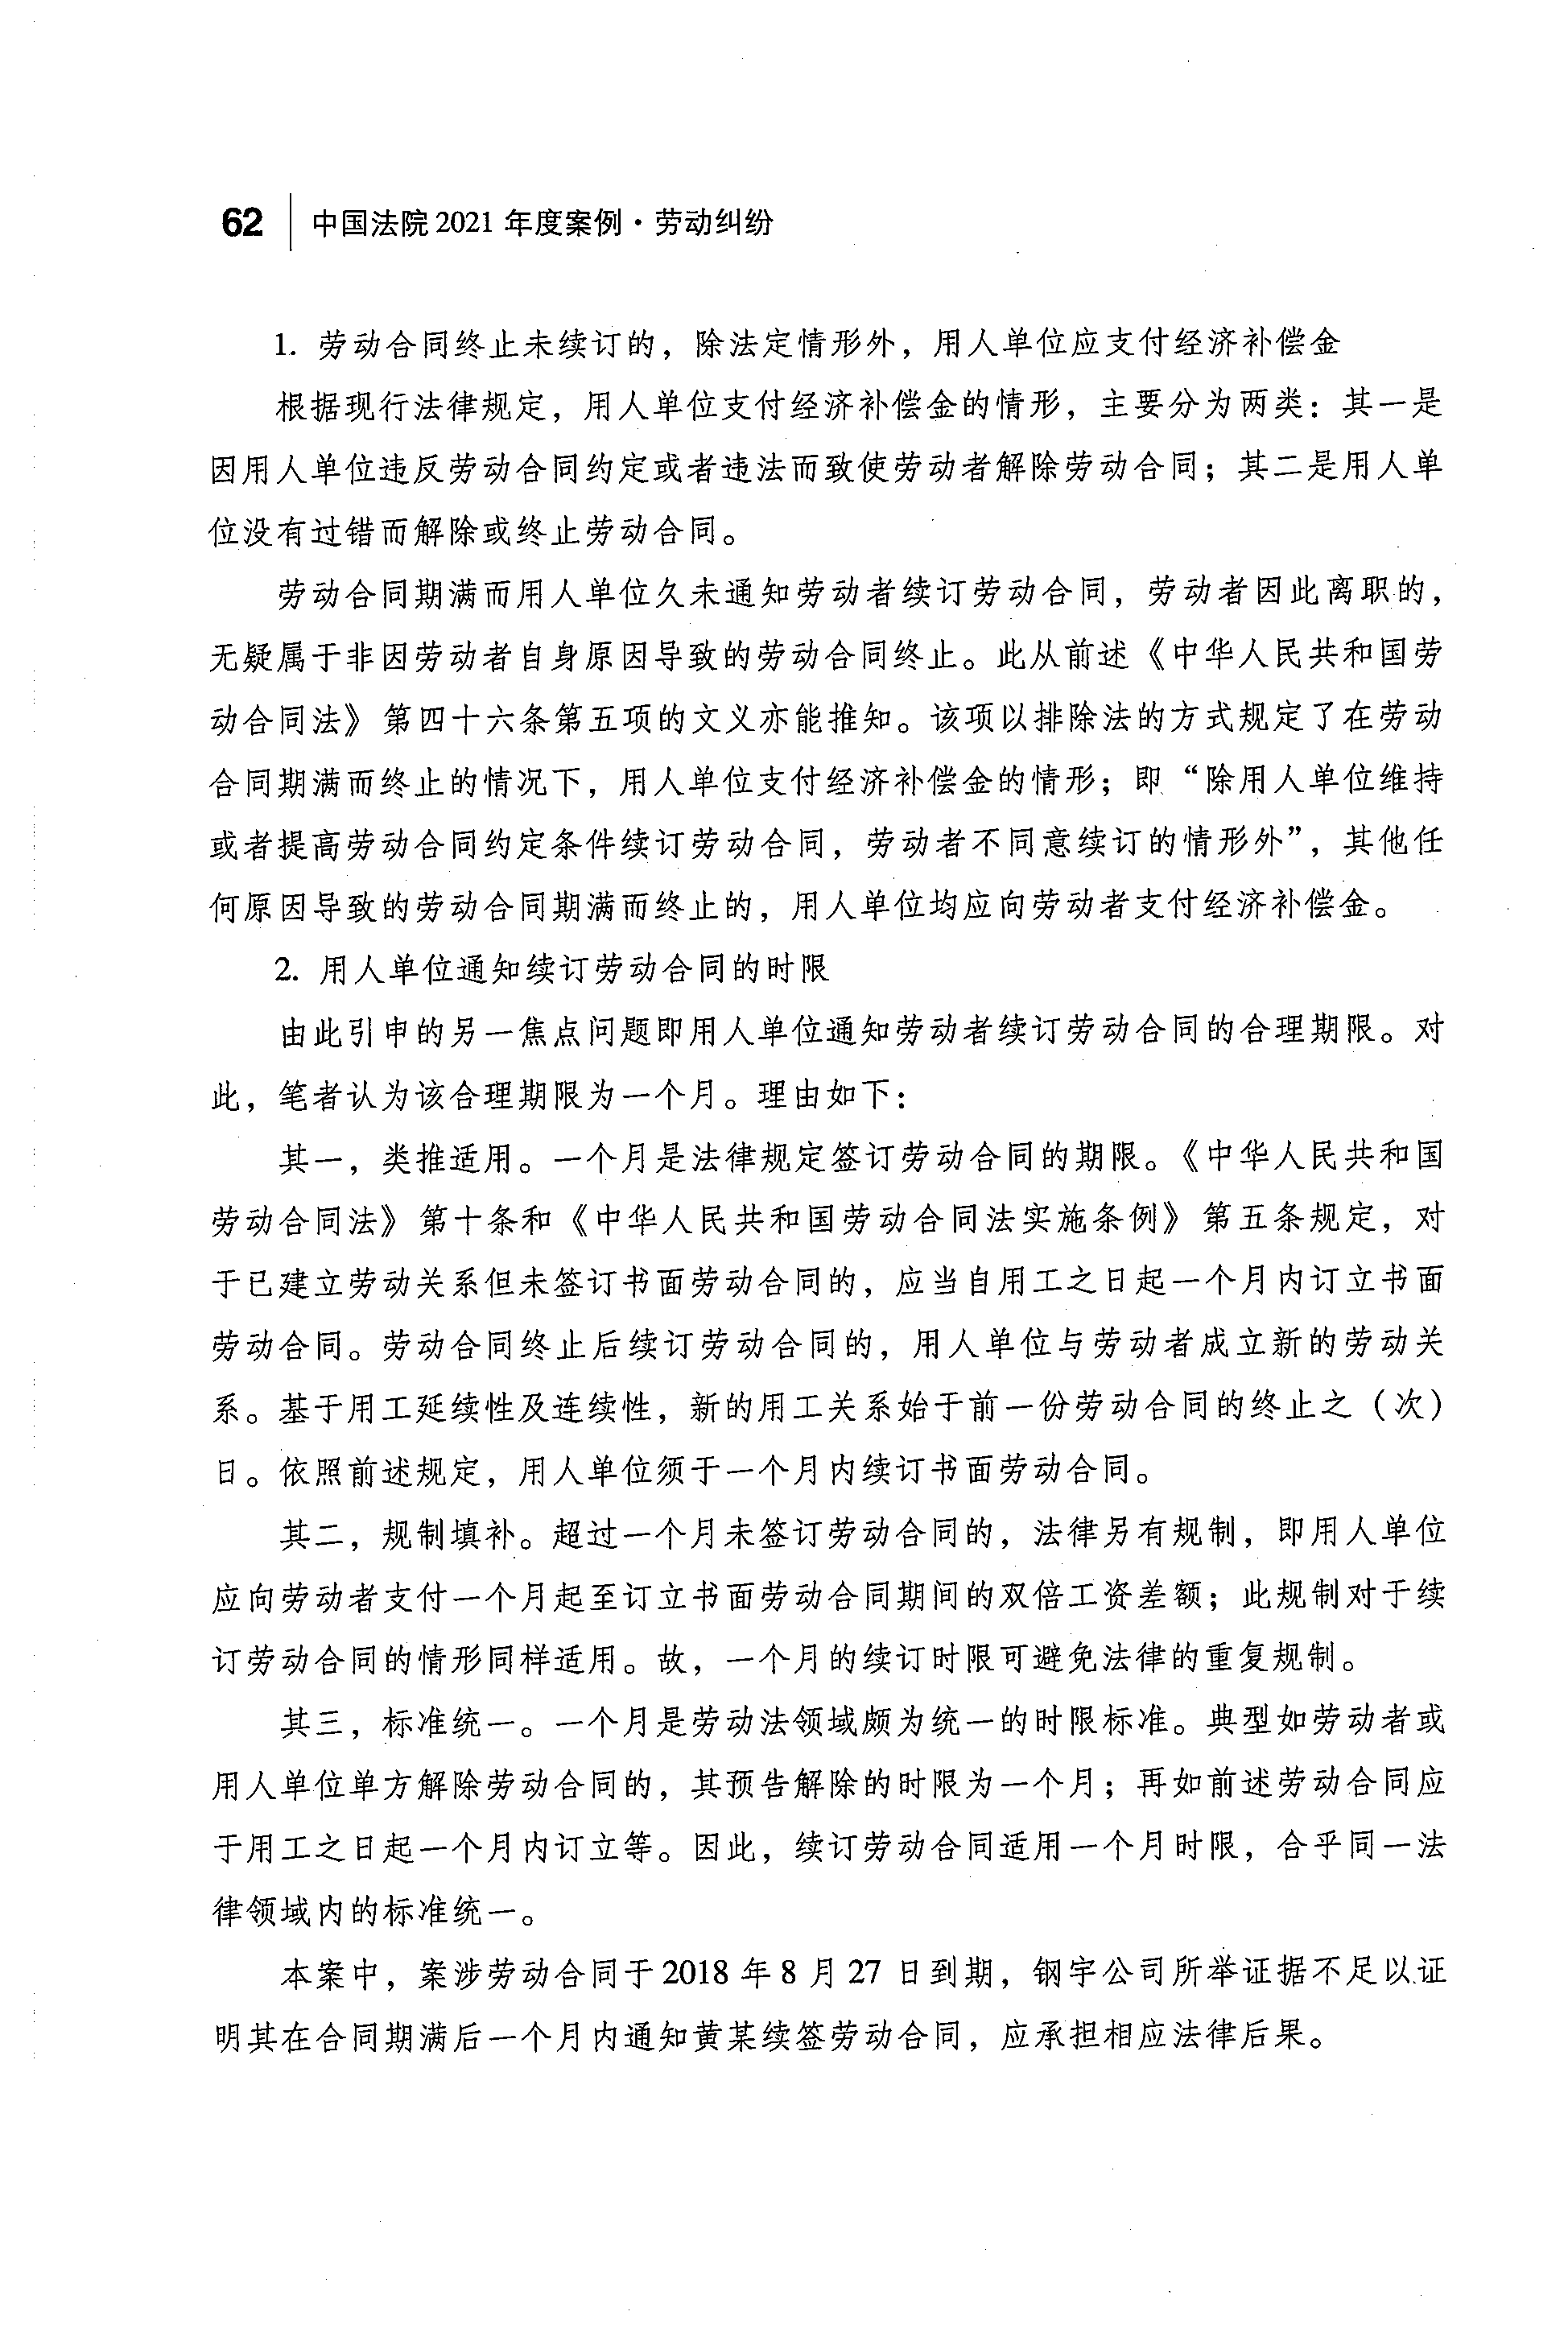 62 中国法院2021年度案例·劳动纠纷
1. 劳动合同终止未续订的，除法定情形外，用人单位应支付经济补偿金
根据现行法律规定，用人单位支付经济补偿金的情形，主要分为两类：其一是
因用人单位违反劳动合同约定或者违法而致使劳动者解除劳动合同；其二是用人单
位没有过错而解除或终止劳动合同。
劳动合同期满而用人单位久未通知劳动者续订劳动合同，劳动者因此离职的，
无疑属于非因劳动者自身原因导致的劳动合同终止。此从前述《中华人民共和国劳
动合同法》第四十六条第五项的文义亦能推知。该项以排除法的方式规定了在劳动
合同期满而终止的情况下，用人单位支付经济补偿金的情形；即“除用人单位维持
或者提高劳动合同约定条件续订劳动合同，劳动者不同意续订的情形外”，其他任
何原因导致的劳动合同期满而终止的，用人单位均应向劳动者支付经济补偿金。
2. 用人单位通知续订劳动合同的时限
由此引申的另一焦点问题即用人单位通知劳动者续订劳动合同的合理期限。对
此，笔者认为该合理期限为一个月。理由如下：
其一，类推适用。一个月是法律规定签订劳动合同的期限。《中华人民共和国
劳动合同法》第十条和《中华人民共和国劳动合同法实施条例》第五条规定，对
于已建立劳动关系但未签订书面劳动合同的，应当自用工之日起一个月内订立书面
劳动合同。劳动合同终止后续订劳动合同的，用人单位与劳动者成立新的劳动关
系。基于用工延续性及连续性，新的用工关系始于前一份劳动合同的终止之（次）
日。依照前述规定，用人单位须于一个月内续订书面劳动合同。
其二，规制填补。超过一个月未签订劳动合同的，法律另有规制，即用人单位
应向劳动者支付一个月起至订立书面劳动合同期间的双倍工资差额；此规制对于续
订劳动合同的情形同样适用。故，一个月的续订时限可避免法律的重复规制。
其三，标准统一。一个月是劳动法领域颇为统一的时限标准。典型如劳动者或
用人单位单方解除劳动合同的，其预告解除的时限为一个月；再如前述劳动合同应
于用工之日起一个月内订立等。因此，续订劳动合同适用一个月时限，合乎同一法
律领域内的标准统一。
本案中，案涉劳动合同于2018年8月27日到期，钢宇公司所举证据不足以证
明其在合同期满后一个月内通知黄某续签劳动合同，应承担相应法律后果。